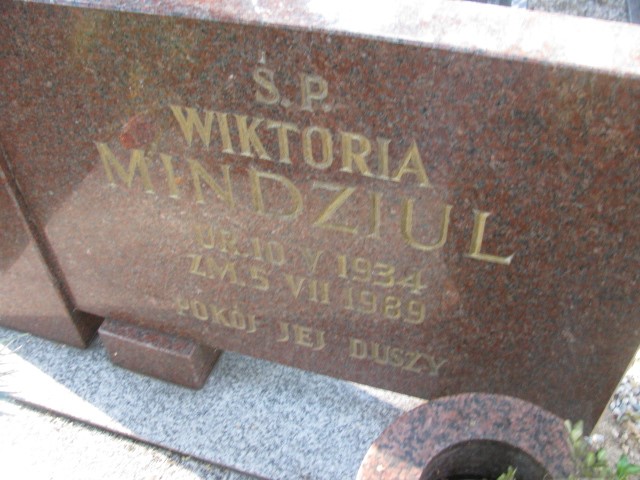 Ś.P.
WIKTORIA
MINDZIUL
UR.10 V 1934
ZM.5 VII 1989
POKÓJ JEJ DUSZY